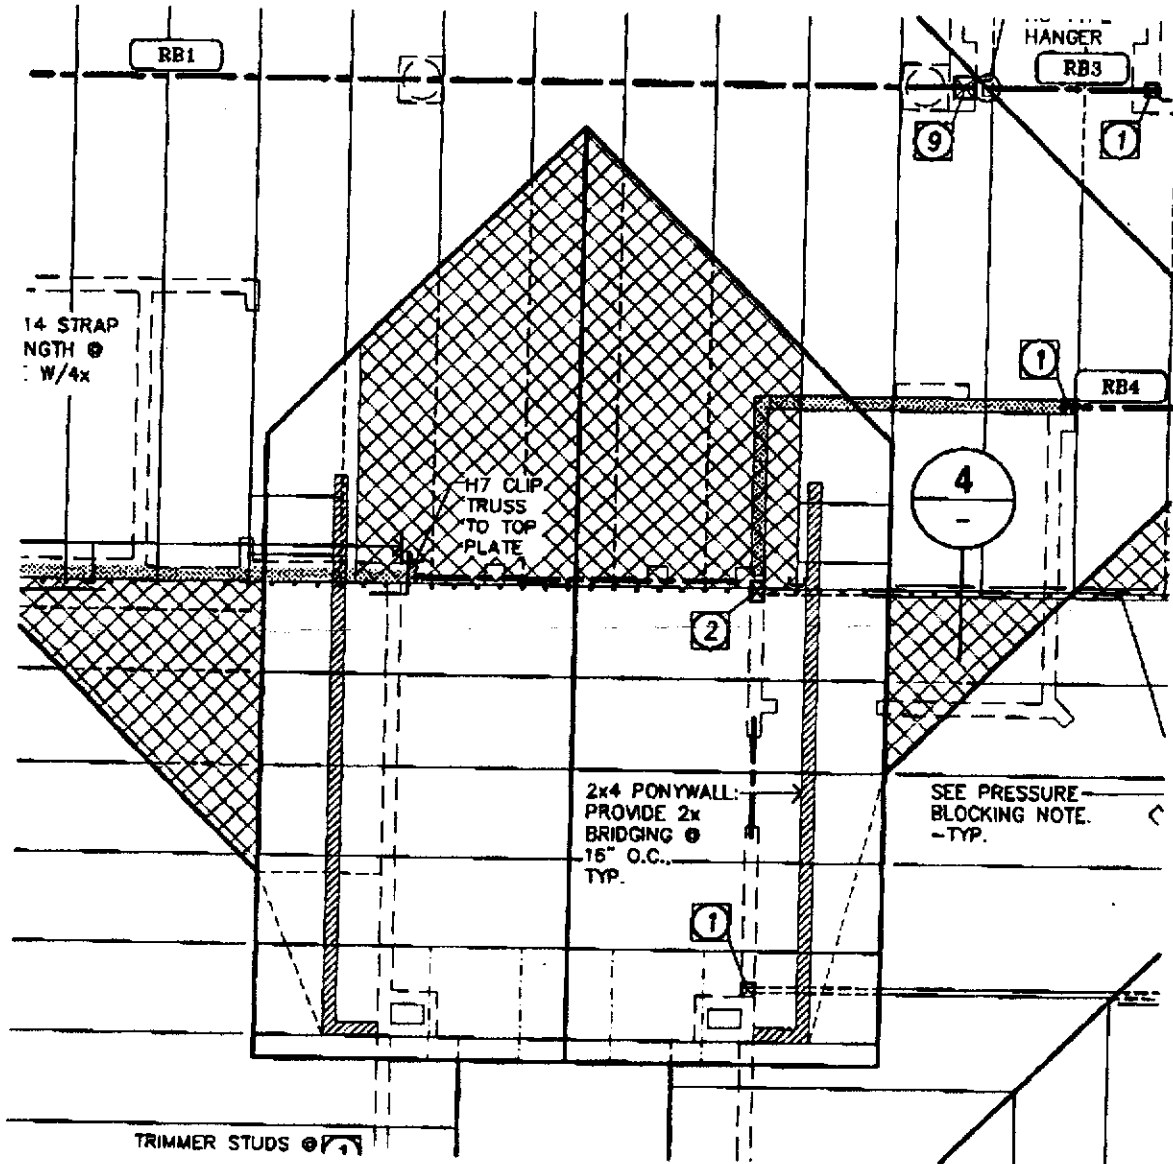 RB1
HANGER
RB3
9
1
14 STRAP
NGTH @
W/4x
1
RB4
4
-
H7 CLIP
TRUSS
TO TOP
PLATE
2
2x4 PONYWALL:
PROVIDE 2x
BRIDGING @
16" O.C.,
TYP.
SEE PRESSURE
BLOCKING NOTE.
-TYP.
1
TRIMMER STUDS @ 1